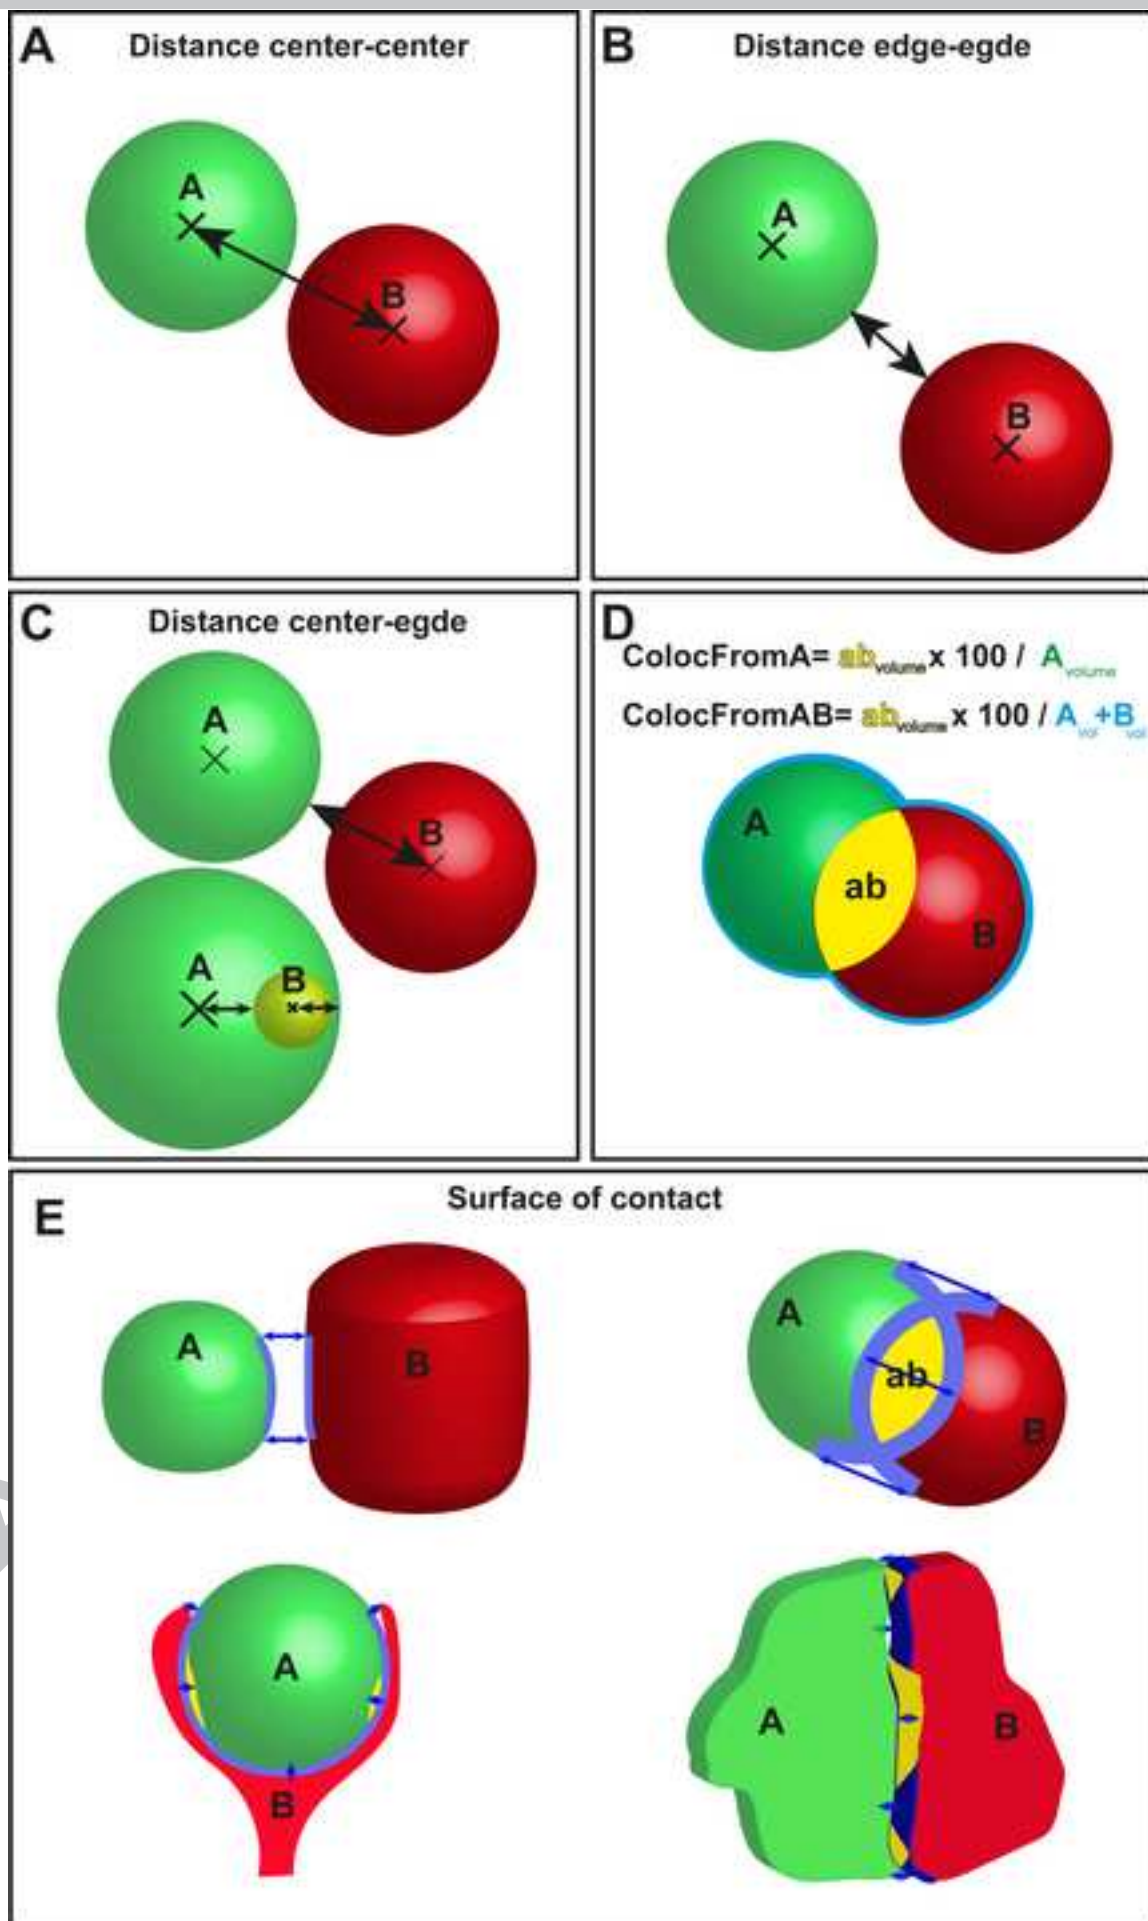 A
Distance center-center
A
B
B
Distance edge-egde
A
B
C
Distance center-egde
A
B
A
B
D
ColocFromA= ab volume x 100 / A volume
ColocFromAB= ab volume x 100 / A vol + B vol
A
ab
B
E
Surface of contact
A
B
A
ab
B
A
B
A
B